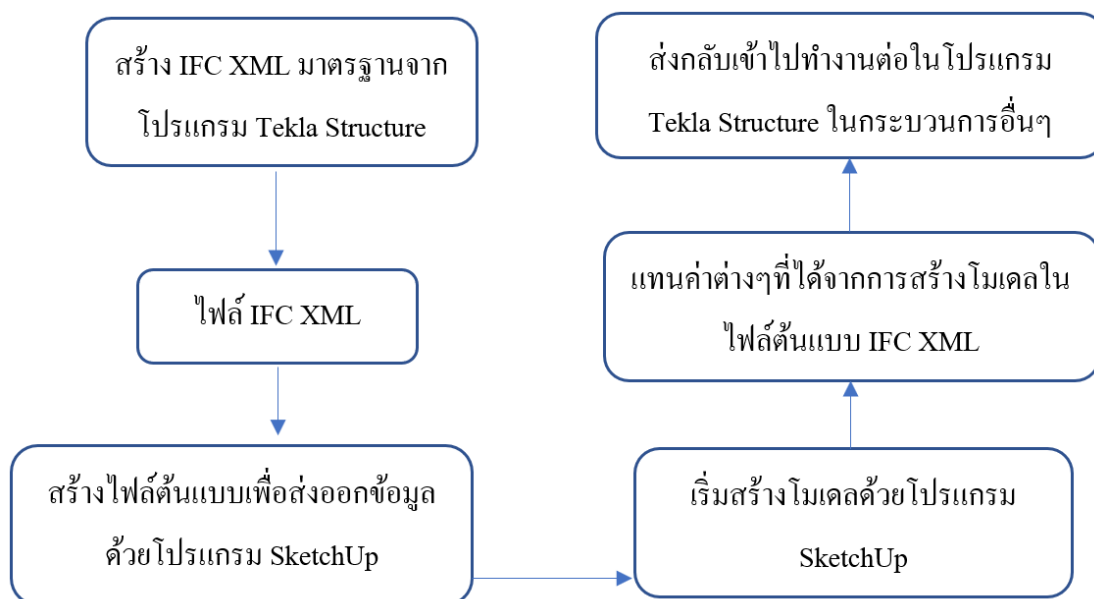 สร้าง IFC XML มาตรฐานจาก
โปรแกรม Tekla Structure
ไฟล์ IFC XML
สร้างไฟล์ต้นแบบเพื่อส่งออกข้อมูล
ด้วยโปรแกรม SketchUp
เริ่มสร้างโมเดลด้วยโปรแกรม
SketchUp
แทนค่าต่างๆที่ได้จากการสร้างโมเดลใน
ไฟล์ต้นแบบ IFC XML
ส่งกลับเข้าไปทำงานต่อในโปรแกรม
Tekla Structure ในกระบวนการอื่นๆ